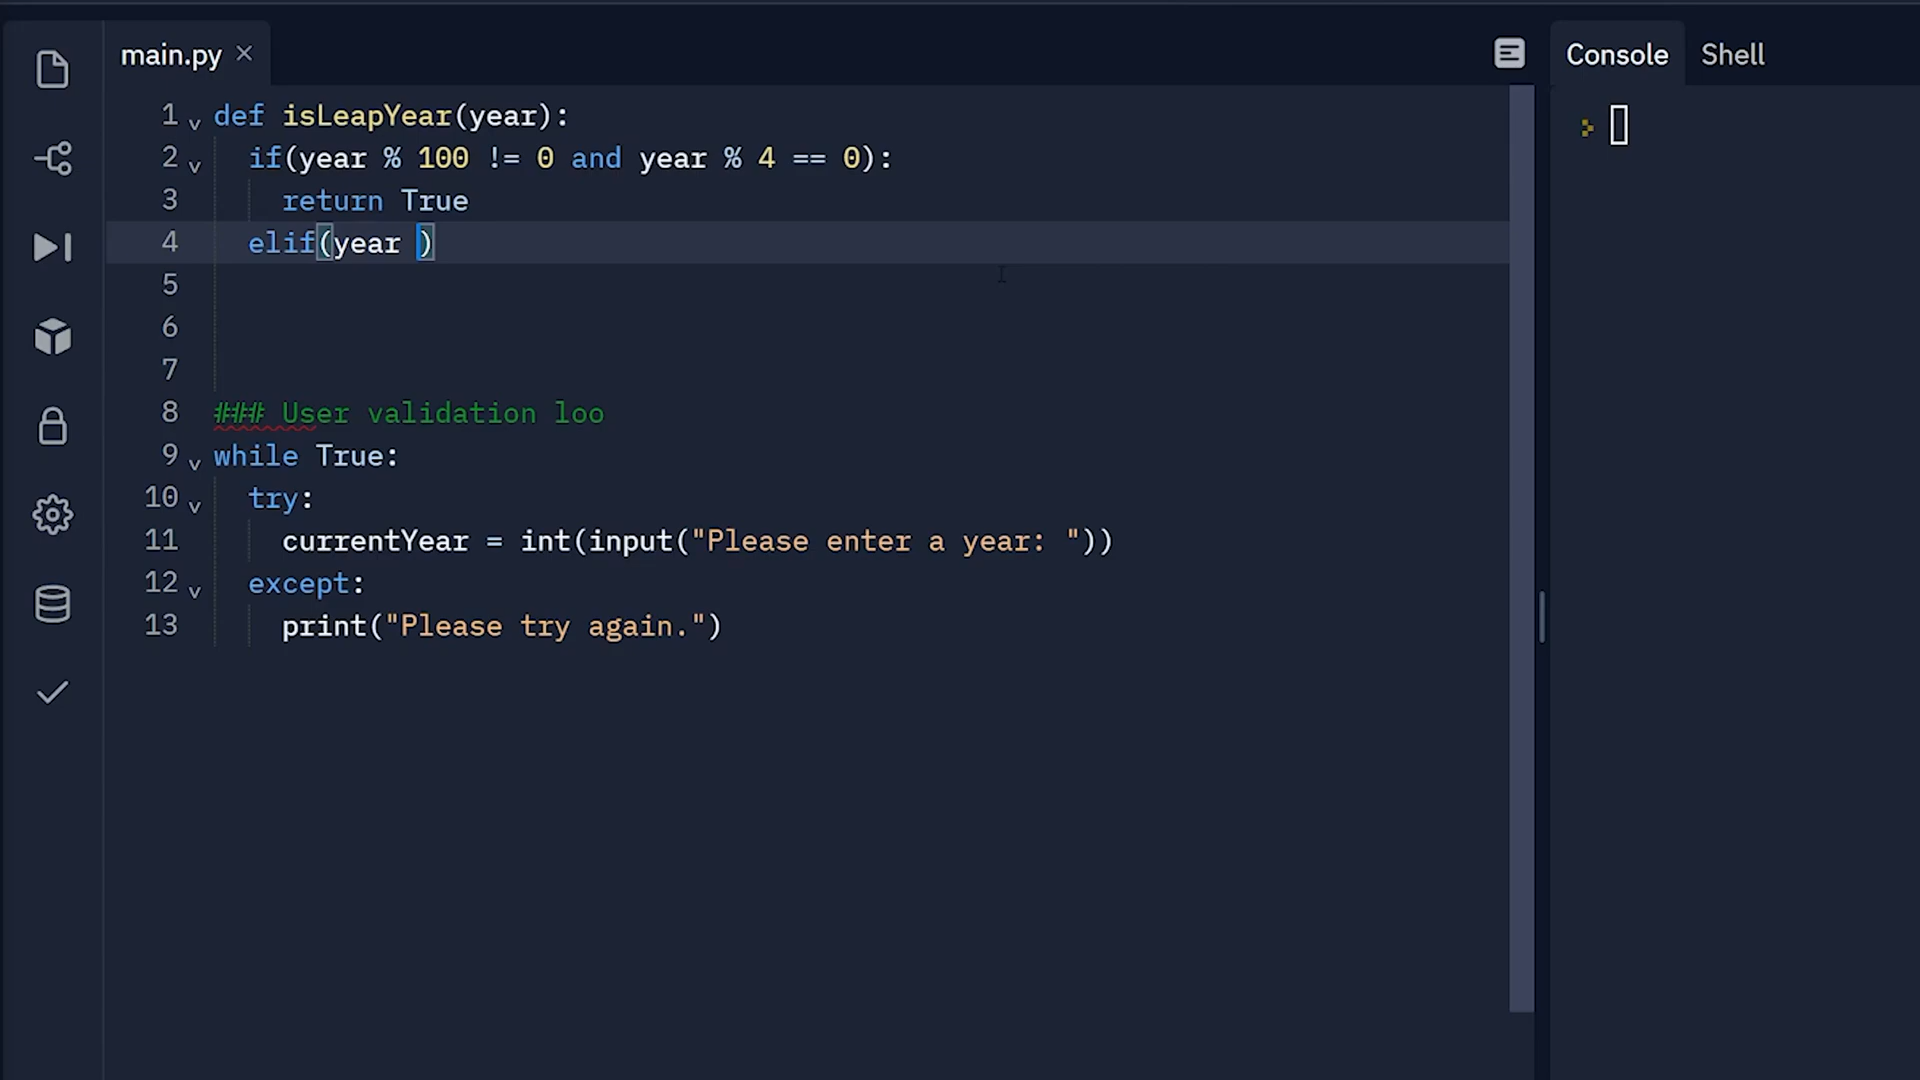 main.py
Console Shell
1 def isLeapYear(year):
2 if(year % 100 != 0 and year % 4 == 0):
3 return True
4 elif(year )
5
6
7
8 ### User validation loo
9 while True:
10 try:
11 currentYear = int(input("Please enter a year: "))
12 except:
13 print("Please try again.")